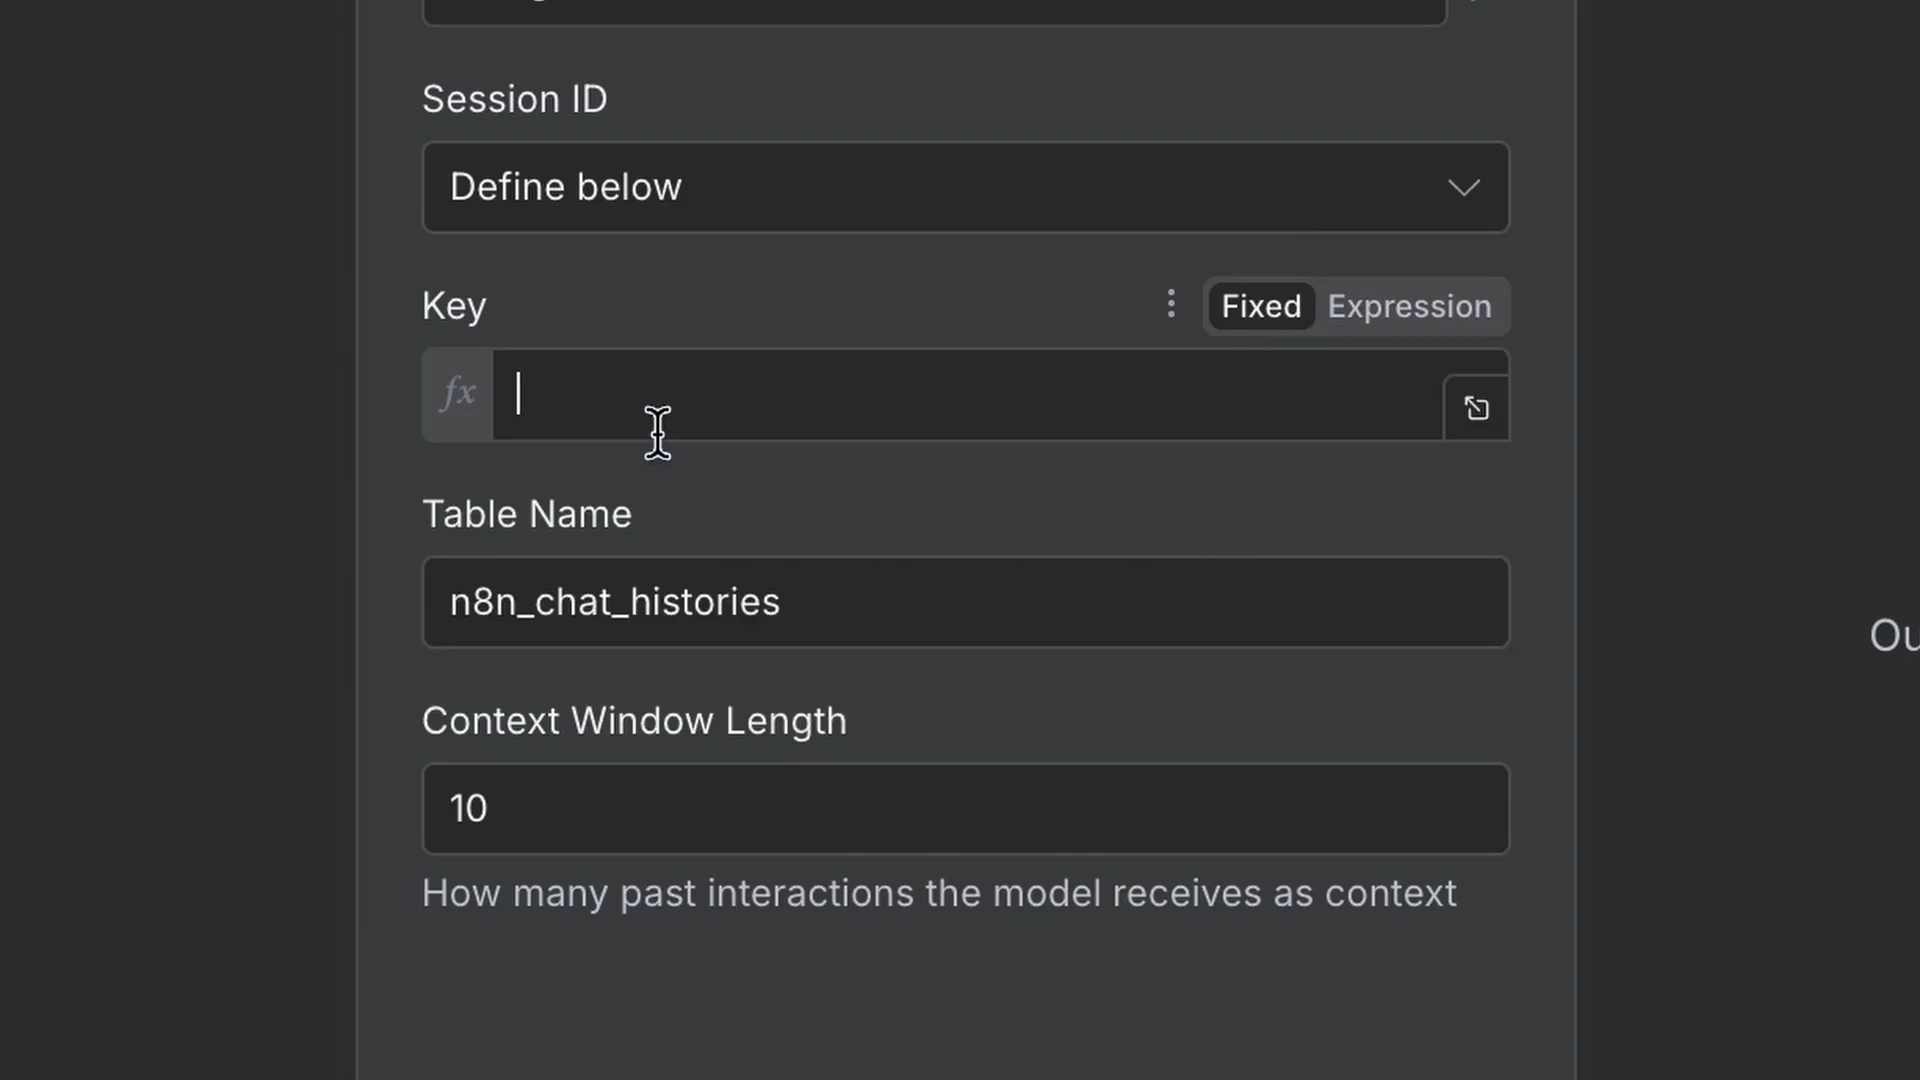 Session ID
Define below
Key
Fixed Expression
fx
Table Name
n8n_chat_histories
Context Window Length
10
How many past interactions the model receives as context